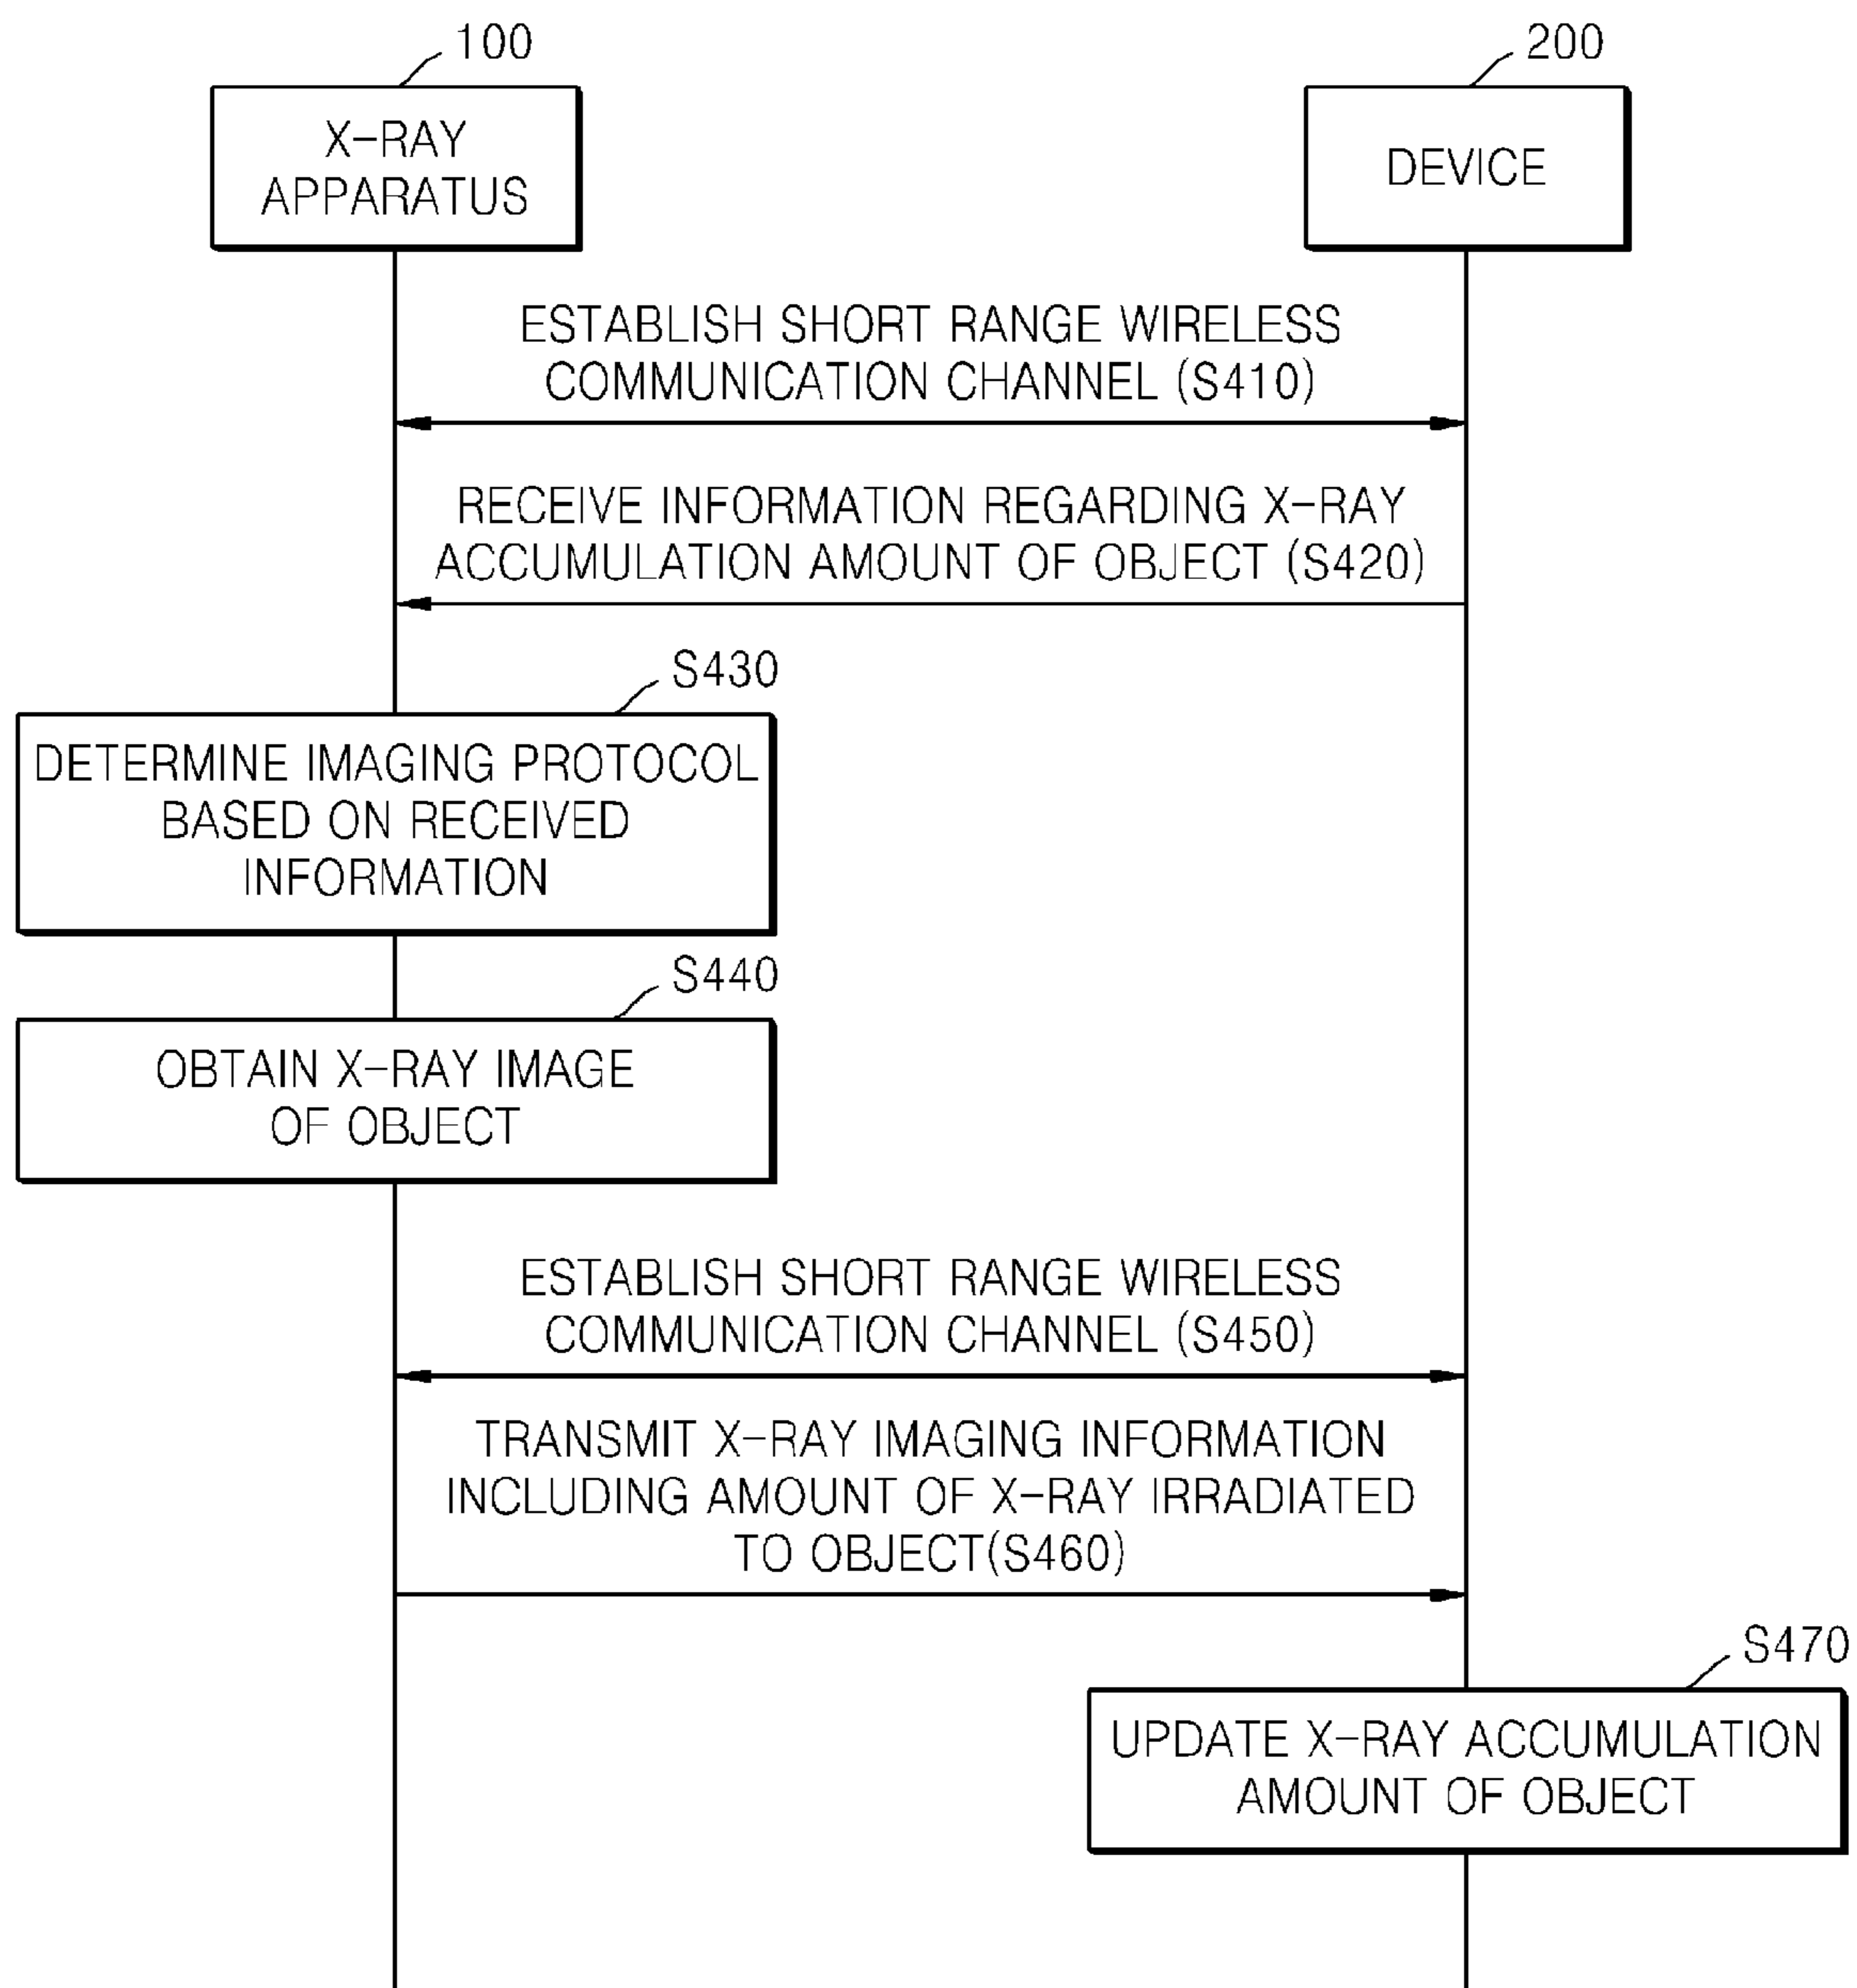 100
200
X-RAY
APPARATUS
DEVICE
ESTABLISH SHORT RANGE WIRELESS
COMMUNICATION CHANNEL (S410)
RECEIVE INFORMATION REGARDING X-RAY
ACCUMULATION AMOUNT OF OBJECT (S420)
S430
DETERMINE IMAGING PROTOCOL
BASED ON RECEIVED
INFORMATION
S440
OBTAIN X-RAY IMAGE
OF OBJECT
ESTABLISH SHORT RANGE WIRELESS
COMMUNICATION CHANNEL (S450)
TRANSMIT X-RAY IMAGING INFORMATION
INCLUDING AMOUNT OF X-RAY IRRADIATED
TO OBJECT(S460)
S470
UPDATE X-RAY ACCUMULATION
AMOUNT OF OBJECT